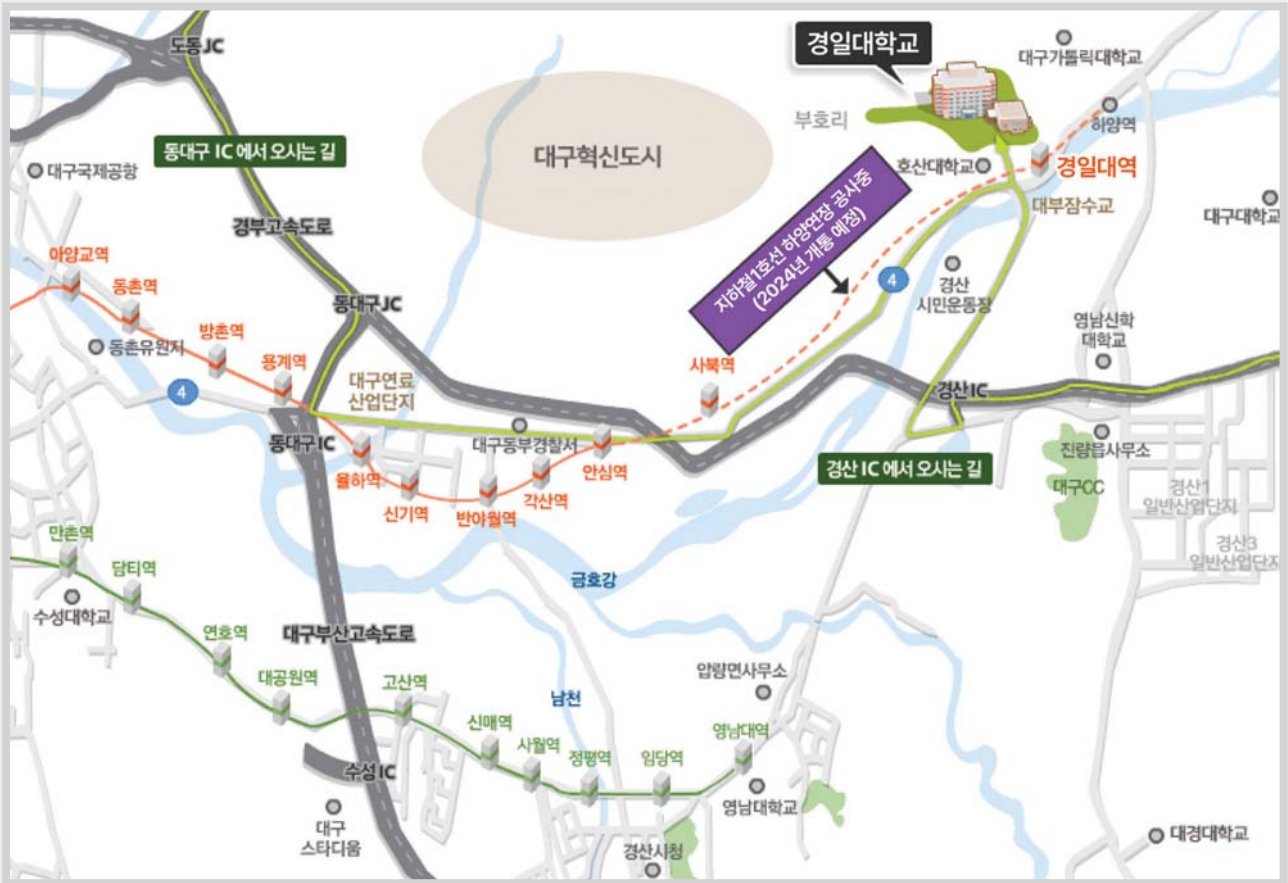 도동JC
경일대학교
대구가톨릭대학교
하양역
부호리
동대구 IC 에서 오시는 길
대구혁신도시
호산대학교
경일대역
대구국제공항
대구대학교
대부잠수교
지하철1호선 하양연장 공사중
(2024년 개통 예정)
경부고속도로
아양교역
동촌역
4
경산
시민운동장
동대구JC
방촌역
영남신학
대학교
동촌유원지
용계역
사복역
대구연료
산업단지
4
경산IC
동대구IC
대구동부경찰서
안심역
율하역
각산역
경산 IC 에서 오시는 길
진량읍사무소
신기역
반야월역
대구CC
경산1
일반산업단지
만촌역
경산3
일반산업단지
담티역
금호강
수성대학교
연호역
대구부산고속도로
대공원역
고산역
남천
압량면사무소
신매역
사월역
정평역
임당역
영남대역
수성IC
영남대학교
대구
스타디움
경산시청
대경대학교